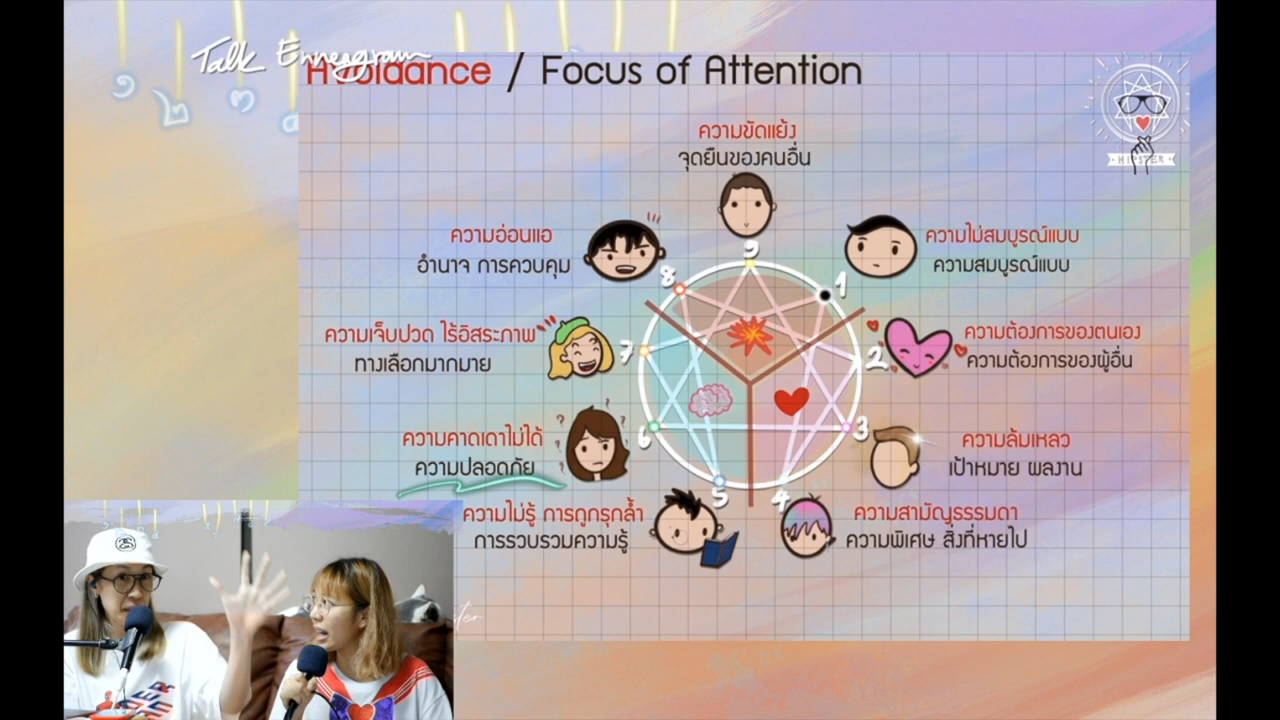 Talk Enneagram
Avoidance / Focus of Attention
๑
๒
๓
HIPSTER
ความขัดแย้ง
จุดยืนของคนอื่น
ความอ่อนแอ
อำนาจ การควบคุม
ความไม่สมบูรณ์แบบ
ความสมบูรณ์แบบ
9
8
1
ความเจ็บปวด ไร้อิสระภาพ
ทางเลือกมากมาย
7
2
ความต้องการของตนเอง
ความต้องการของผู้อื่น
ความคาดเดาไม่ได้
ความปลอดภัย
6
3
ความล้มเหลว
เป้าหมาย ผลงาน
5
4
ความไม่รู้ การถูกรุกล้ำ
การรวบรวมความรู้
ความสามัญธรรมดา
ความพิเศษ สิ่งที่หายไป